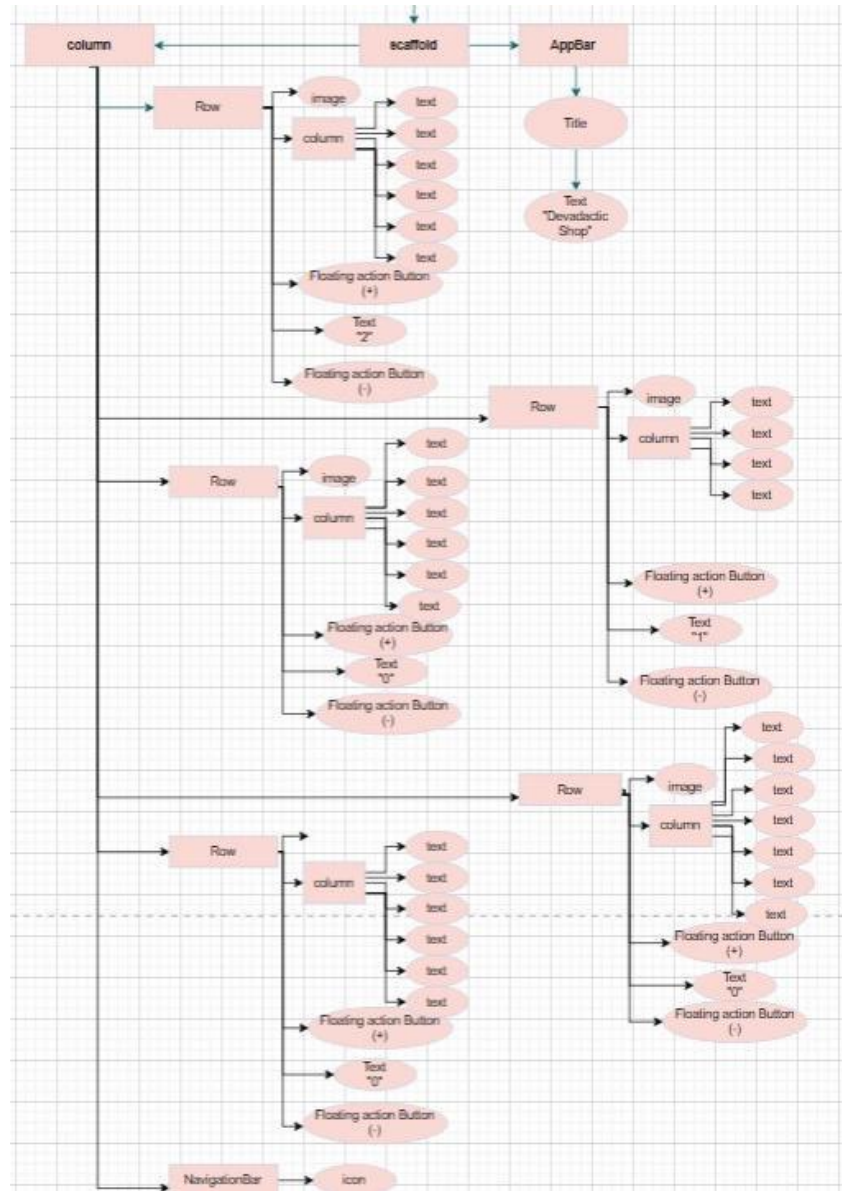 column
scaffold
AppBar
Row
image
column
text
text
text
text
text
text
Title
Text
"Devadactic
Shop"
Floating action Button
(+)
Text
"2"
Floating action Button
(-)
Row
image
column
text
text
text
text
Floating action Button
(+)
Text
"1"
Floating action Button
(-)
Row
image
column
text
text
text
text
text
text
Floating action Button
(+)
Text
"0"
Floating action Button
(-)
Row
image
column
text
text
text
text
text
text
text
Floating action Button
(+)
Text
"0"
Floating action Button
(-)
Row
column
text
text
text
text
text
text
Floating action Button
(+)
Text
"0"
Floating action Button
(-)
NavigationBar
icon